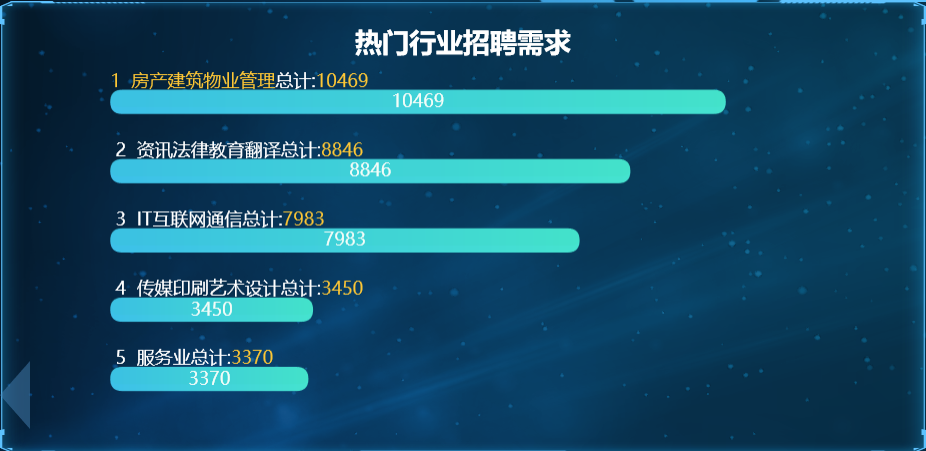 热门行业招聘需求
1 房产建筑物业管理总计:10469
10469
2 资讯法律教育翻译总计:8846
8846
3 IT互联网通信总计:7983
7983
4 传媒印刷艺术设计总计:3450
3450
5 服务业总计:3370
3370